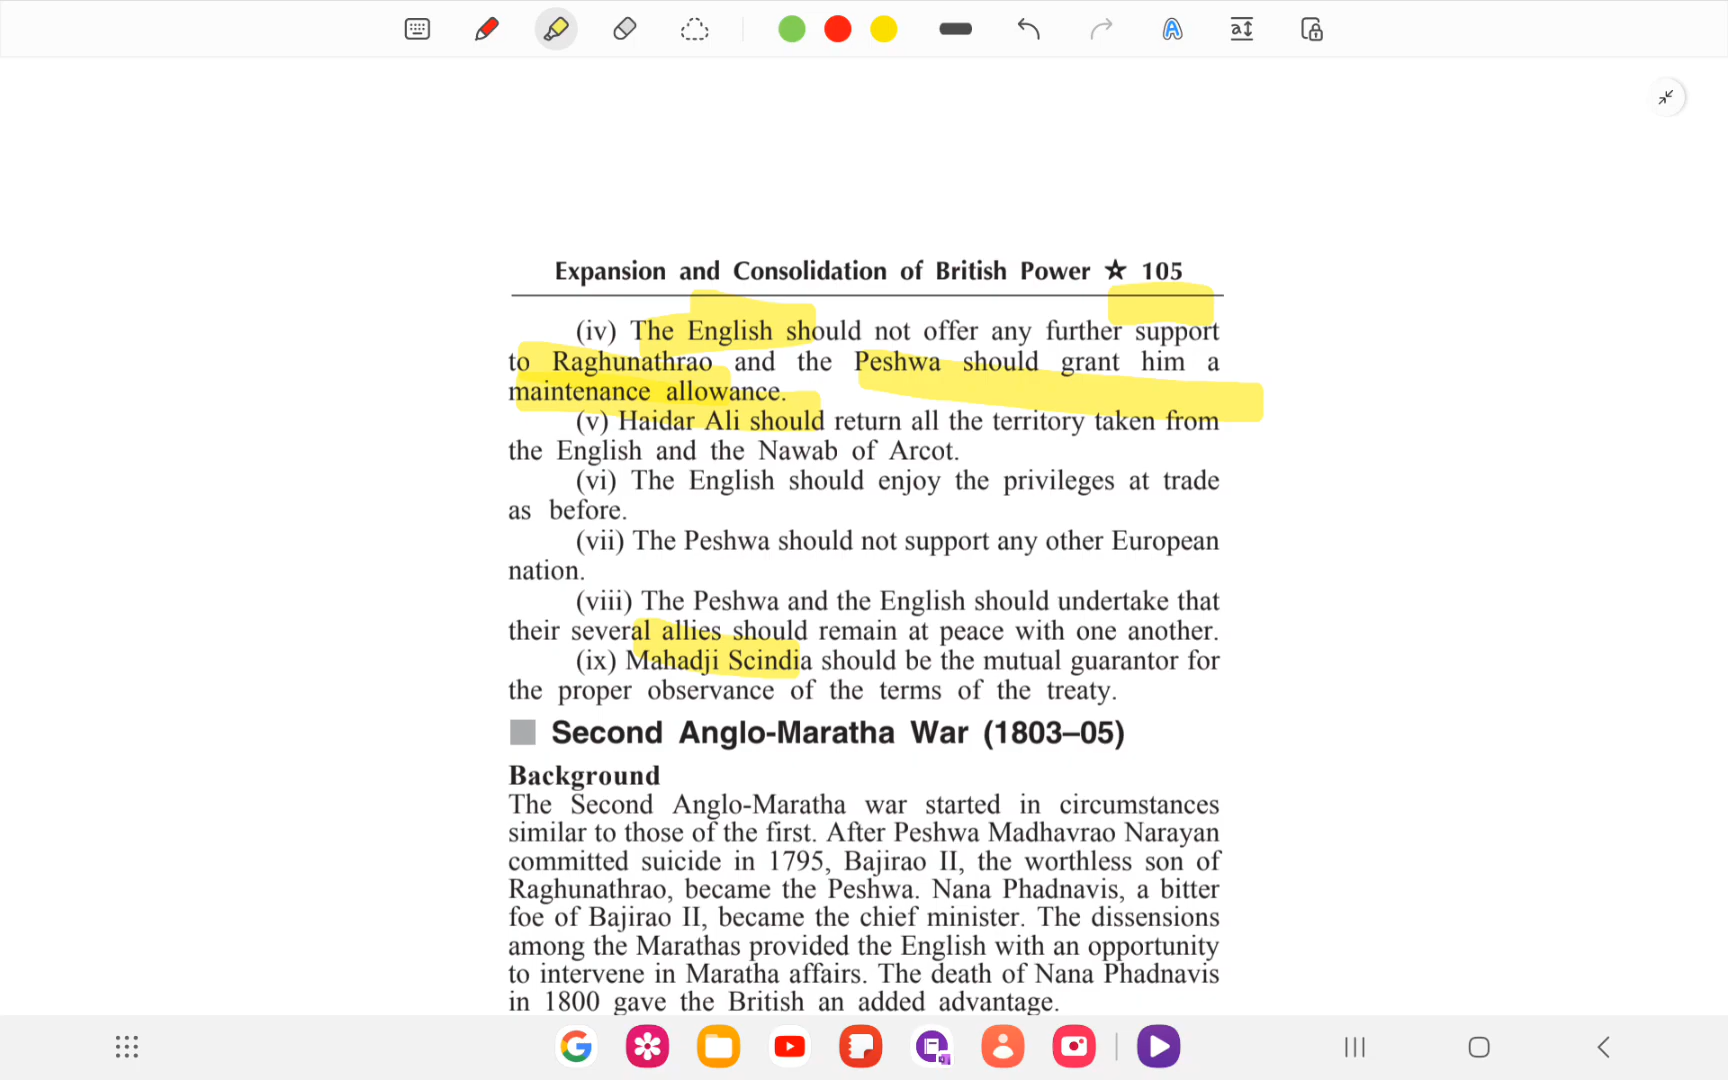 Expansion and Consolidation of British Power ☆ 105
(iv) The English should not offer any further support
to Raghunathrao and the Peshwa should grant him a
maintenance allowance.
(v) Haidar Ali should return all the territory taken from
the English and the Nawab of Arcot.
(vi) The English should enjoy the privileges at trade
as before.
(vii) The Peshwa should not support any other European
nation.
(viii) The Peshwa and the English should undertake that
their several allies should remain at peace with one another.
(ix) Mahadji Scindia should be the mutual guarantor for
the proper observance of the terms of the treaty.
Second Anglo-Maratha War (1803–05)
Background
The Second Anglo-Maratha war started in circumstances
similar to those of the first. After Peshwa Madhavrao Narayan
committed suicide in 1795, Bajirao II, the worthless son of
Raghunathrao, became the Peshwa. Nana Phadnavis, a bitter
foe of Bajirao II, became the chief minister. The dissensions
among the Marathas provided the English with an opportunity
to intervene in Maratha affairs. The death of Nana Phadnavis
in 1800 gave the British an added advantage.